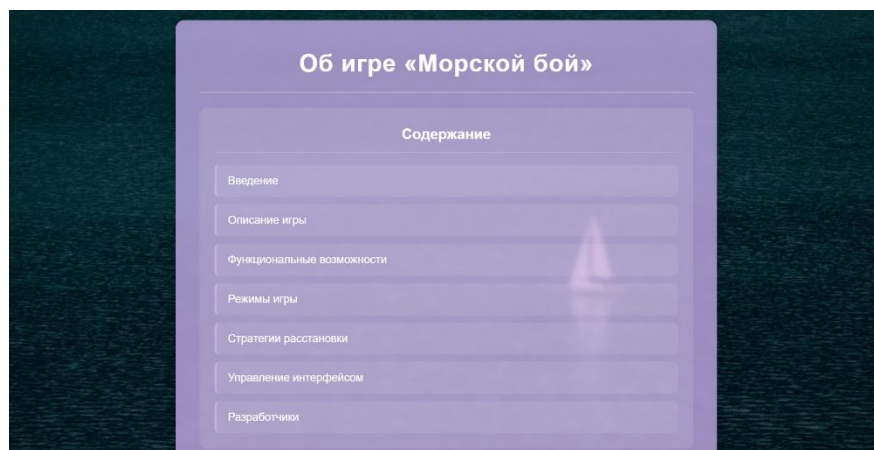 Об игре «Морской бой»
Содержание
Введение
Описание игры
Функциональные возможности
Режимы игры
Стратегии расстановки
Управление интерфейсом
Разработчики